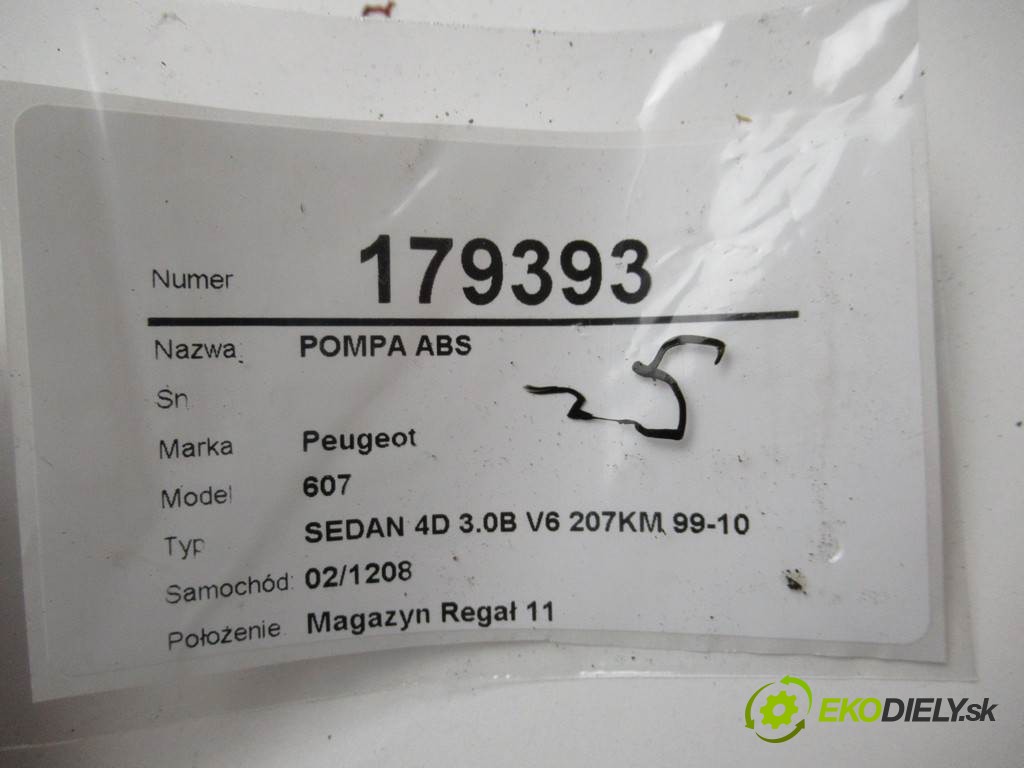 Numer 179393
Nazwa POMPA ABS
Sn
Marka Peugeot
Model 607
Typ SEDAN 4D 3.0B V6 207KM 99-10
Samochód: 02/1208
Położenie Magazyn Regał 11
EKODIELY.sk